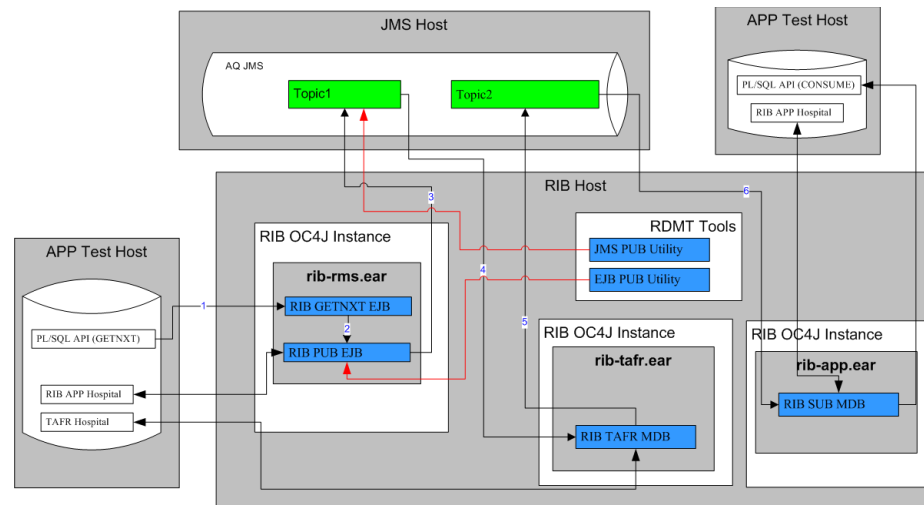 JMS Host
AQ JMS
Topic1
Topic2
APP Test Host
PL/SQL API (CONSUME)
RIB APP Hospital
RIB Host
3
6
RDMT Tools
JMS PUB Utility
EJB PUB Utility
RIB OC4J Instance
rib-rms.ear
RIB GETNXT EJB
2
RIB PUB EJB
APP Test Host
PL/SQL API (GETNXT)
RIB APP Hospital
TAFR Hospital
1
4
5
RIB OC4J Instance
rib-tafr.ear
RIB TAFR MDB
RIB OC4J Instance
rib-app.ear
RIB SUB MDB